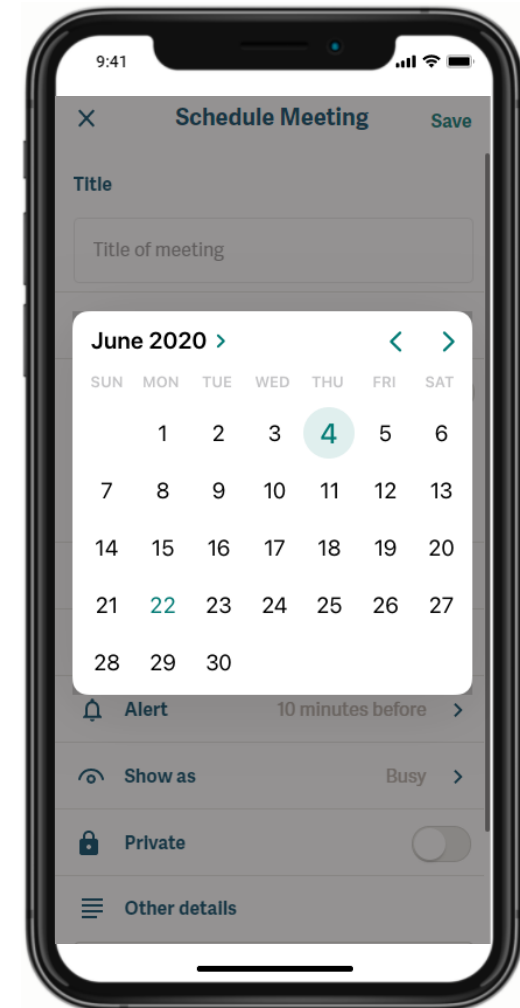 9:41
Schedule Meeting Save
Title
Title of meeting
June 2020
SUN MON TUE WED THU FRI SAT
1 2 3 4 5 6
7 8 9 10 11 12 13
14 15 16 17 18 19 20
21 22 23 24 25 26 27
28 29 30
Alert 10 minutes before
Show as Busy
Private
Other details